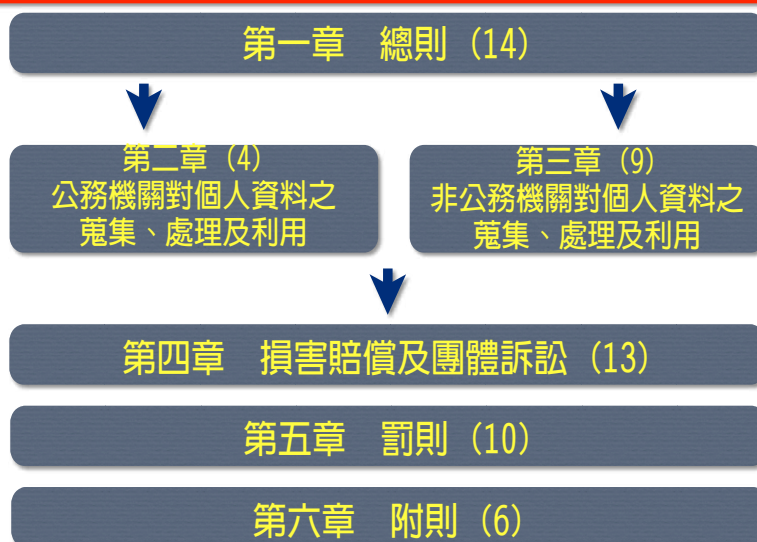 第一章　總則 (14)
第二章 (4)
公務機關對個人資料之
蒐集、處理及利用
第三章 (9)
非公務機關對個人資料之
蒐集、處理及利用
第四章　損害賠償及團體訴訟 (13)
第五章　罰則 (10)
第六章　附則 (6)